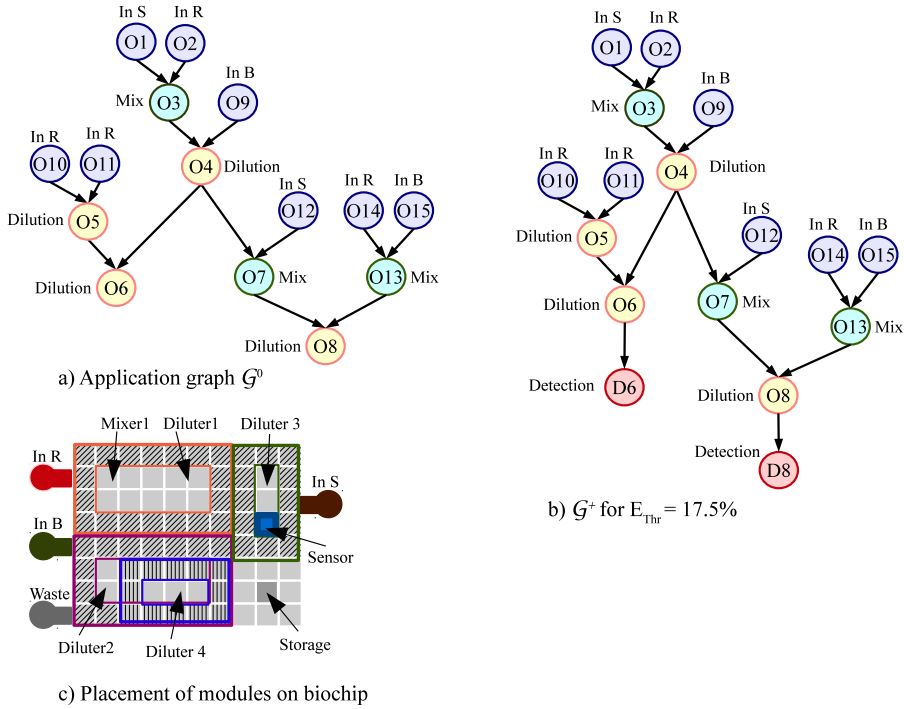 In S
In R
O1
O2
In B
Mix
O3
O9
In R
In R
O4
Dilution
O10
O11
In S
In R
In B
O12
O14
O15
Dilution
O5
Dilution
O6
O7
Mix
O13
Mix
Dilution
O8
a) Application graph 𝒢⁰
In S
In R
O1
O2
In B
Mix
O3
O9
In R
In R
O4
Dilution
O10
O11
In S
Dilution
O5
O12
In R
In B
O14
O15
Dilution
O6
O7
Mix
O13
Mix
Detection
D6
Dilution
O8
Detection
D8
b) 𝒢⁺ for E_Thr = 17.5%
Mixer1
Diluter1
Diluter 3
In R
In S
In B
Sensor
Waste
Diluter2
Diluter 4
Storage
c) Placement of modules on biochip